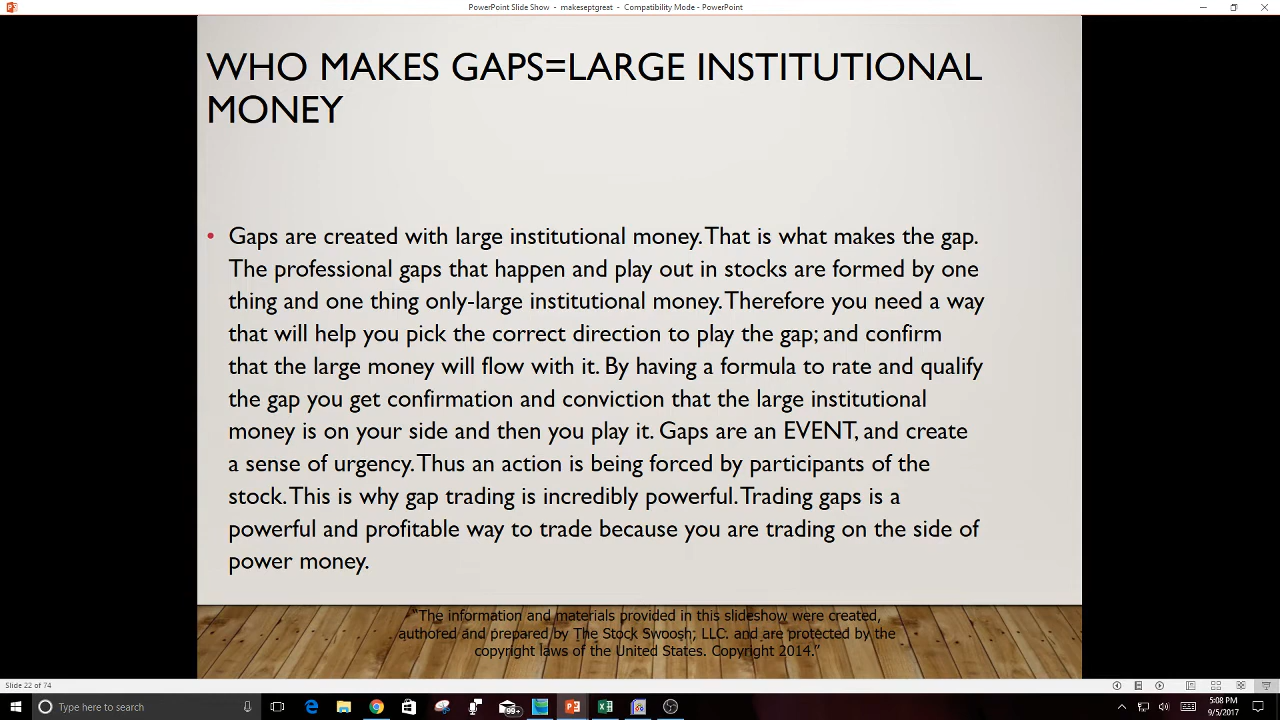 PowerPoint Slide Show - makeseptgreat - Compatibility Mode - PowerPoint
WHO MAKES GAPS=LARGE INSTITUTIONAL
MONEY
• Gaps are created with large institutional money. That is what makes the gap.
The professional gaps that happen and play out in stocks are formed by one
thing and one thing only-large institutional money. Therefore you need a way
that will help you pick the correct direction to play the gap; and confirm
that the large money will flow with it. By having a formula to rate and qualify
the gap you get confirmation and conviction that the large institutional
money is on your side and then you play it. Gaps are an EVENT, and create
a sense of urgency. Thus an action is being forced by participants of the
stock. This is why gap trading is incredibly powerful. Trading gaps is a
powerful and profitable way to trade because you are trading on the side of
power money.
"The information and materials provided in this slideshow were created,
authored and prepared by The Stock Swoosh; LLC. and are protected by the
copyright laws of the United States. Copyright 2014."
Slide 22 of 74
Type here to search
99+
5:08 PM
9/5/2017